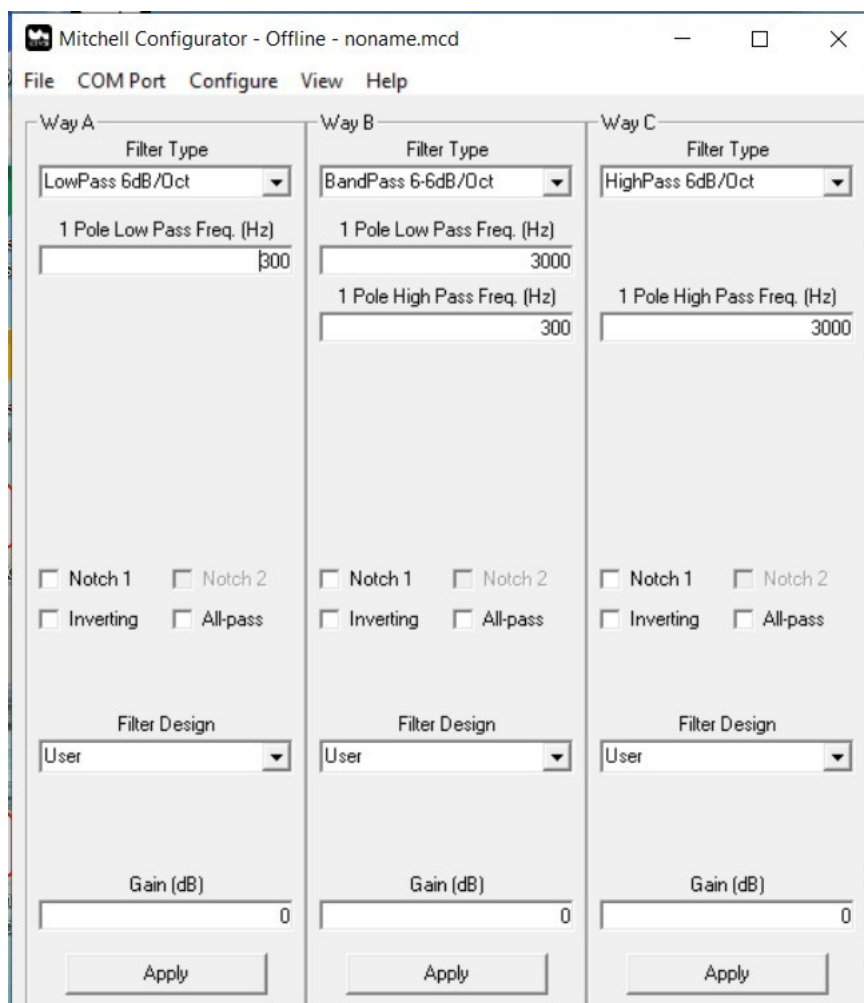 Mitchell Configurator - Offline - noname.mcd
File COM Port Configure View Help
Way A
Filter Type
LowPass 6dB/Oct
1 Pole Low Pass Freq. (Hz)
300
Notch 1 Notch 2
Inverting All-pass
Filter Design
User
Gain (dB)
0
Apply
Way B
Filter Type
BandPass 6-6dB/Oct
1 Pole Low Pass Freq. (Hz)
3000
1 Pole High Pass Freq. (Hz)
300
Notch 1 Notch 2
Inverting All-pass
Filter Design
User
Gain (dB)
0
Apply
Way C
Filter Type
HighPass 6dB/Oct
1 Pole High Pass Freq. (Hz)
3000
Notch 1 Notch 2
Inverting All-pass
Filter Design
User
Gain (dB)
0
Apply